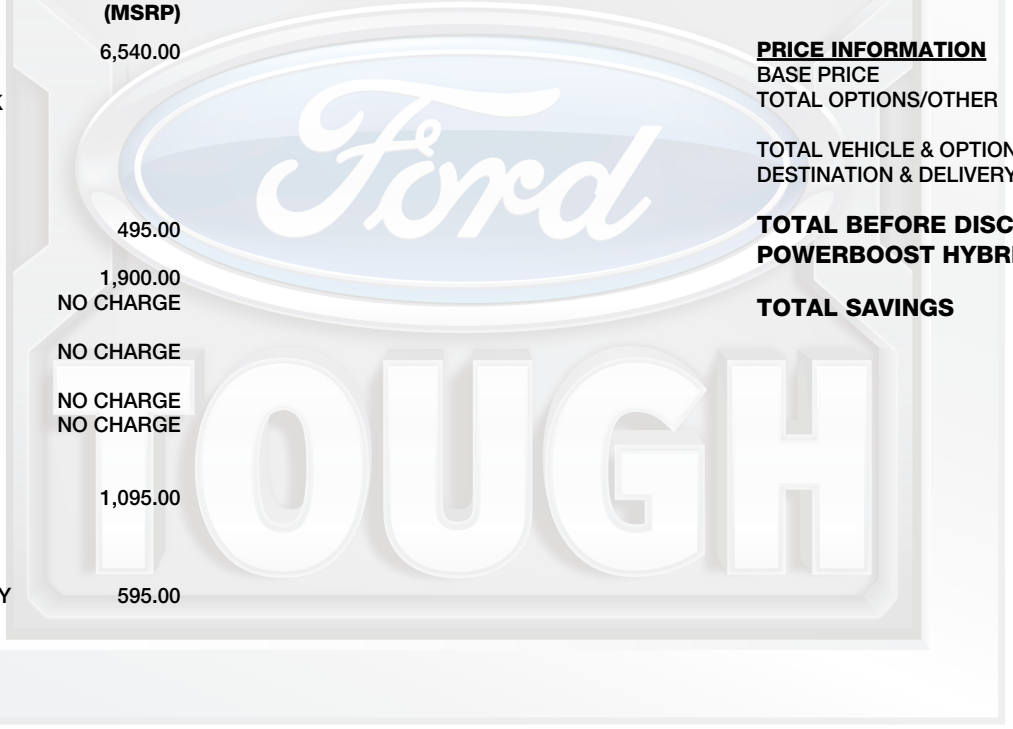 (MSRP)
6,540.00
495.00
1,900.00
NO CHARGE
NO CHARGE
NO CHARGE
NO CHARGE
1,095.00
Y 595.00
PRICE INFORMATION
BASE PRICE
TOTAL OPTIONS/OTHER
TOTAL VEHICLE & OPTION
DESTINATION & DELIVERY
TOTAL BEFORE DISC
POWERBOOST HYBRI
TOTAL SAVINGS
Ford
TOUGH